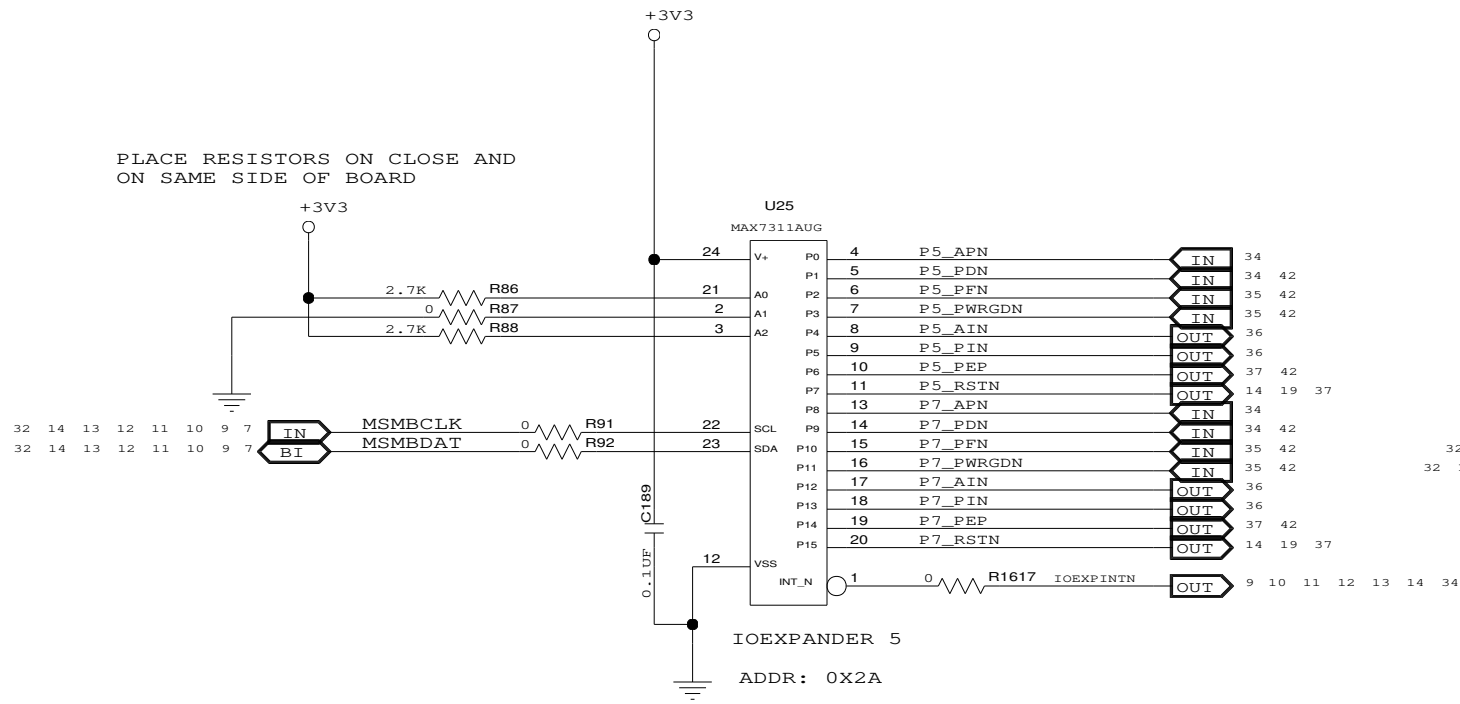 +3V3
PLACE RESISTORS ON CLOSE AND
ON SAME SIDE OF BOARD
+3V3
U25
MAX7311AUG
24 V+ P0 4 P5_APN IN 34
P1 5 P5_PDN IN 34 42
2.7K R86 21 A0 P2 6 P5_PFN IN 35 42
0 R87 2 A1 P3 7 P5_PWRGDN IN 35 42
2.7K R88 3 A2 P4 8 P5_AIN OUT 36
P5 9 P5_PIN OUT 36
P6 10 P5_PEP OUT 37 42
P7 11 P5_RSTN OUT 14 19 37
P8 13 P7_APN IN 34
32 14 13 12 11 10 9 7 IN MSMBCLK 0 R91 22 SCL P9 14 P7_PDN IN 34 42
32 14 13 12 11 10 9 7 BI MSMBDAT 0 R92 23 SDA P10 15 P7_PFN IN 35 42 32
P11 16 P7_PWRGDN IN 35 42 32
P12 17 P7_AIN OUT 36
P13 18 P7_PIN OUT 36
C189 P14 19 P7_PEP OUT 37 42
P15 20 P7_RSTN OUT 14 19 37
0.1UF 12 VSS
INT_N 1 0 R1617 IOEXPINTN OUT 9 10 11 12 13 14 34
IOEXPANDER 5
ADDR: 0X2A